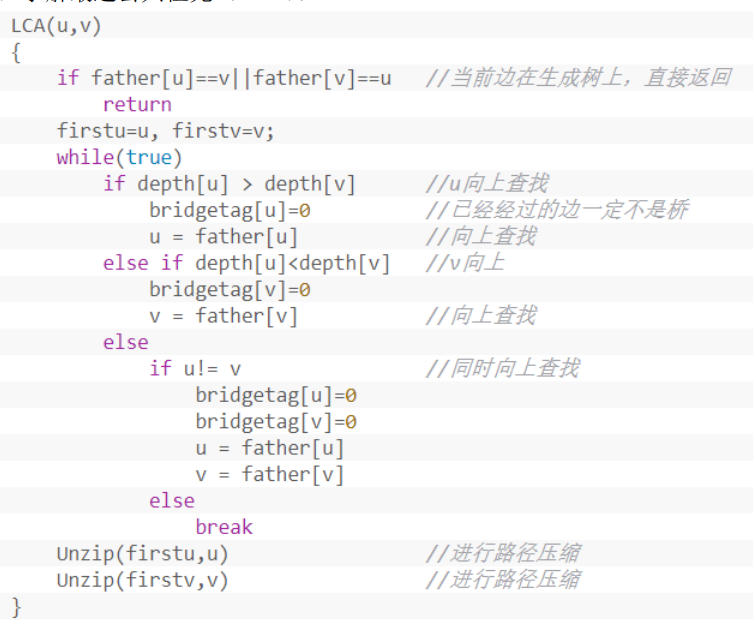 LCA(u,v)
{
    if father[u]==v||father[v]==u   //当前边在生成树上，直接返回
        return
    firstu=u, firstv=v;
    while(true)
        if depth[u] > depth[v]      //u向上查找
            bridgetag[u]=0          //已经经过的边一定不是桥
            u = father[u]           //向上查找
        else if depth[u]<depth[v]   //v向上
            bridgetag[v]=0
            v = father[v]           //向上查找
        else
            if u!= v                //同时向上查找
                bridgetag[u]=0
                bridgetag[v]=0
                u = father[u]
                v = father[v]
            else
                break
    Unzip(firstu,u)                 //进行路径压缩
    Unzip(firstv,v)                 //进行路径压缩
}